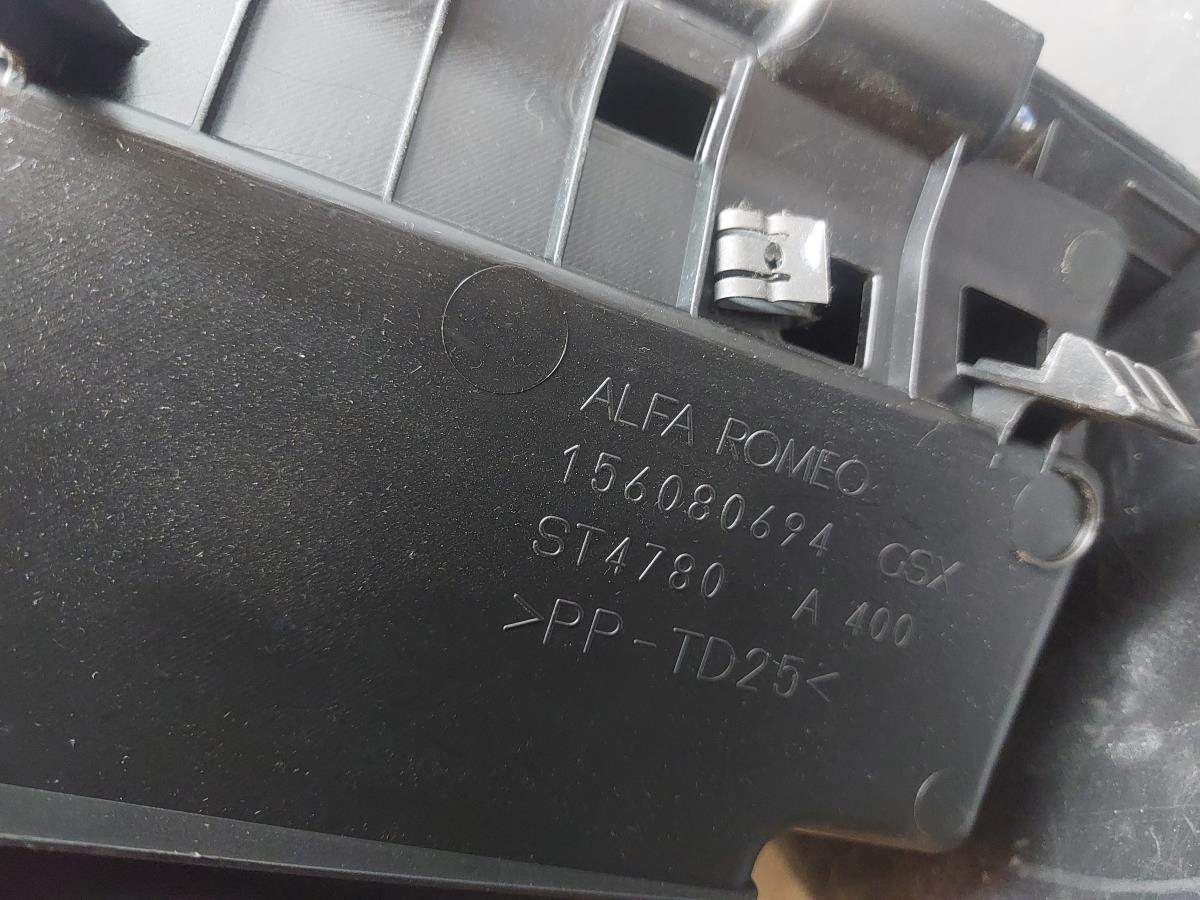 ALFA ROMEO
156080694 GSX
ST4780 A 400
>PP-TD25<